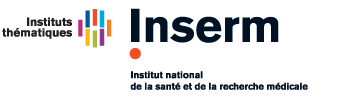 Instituts
thématiques
Inserm
Institut national
de la santé et de la recherche médicale